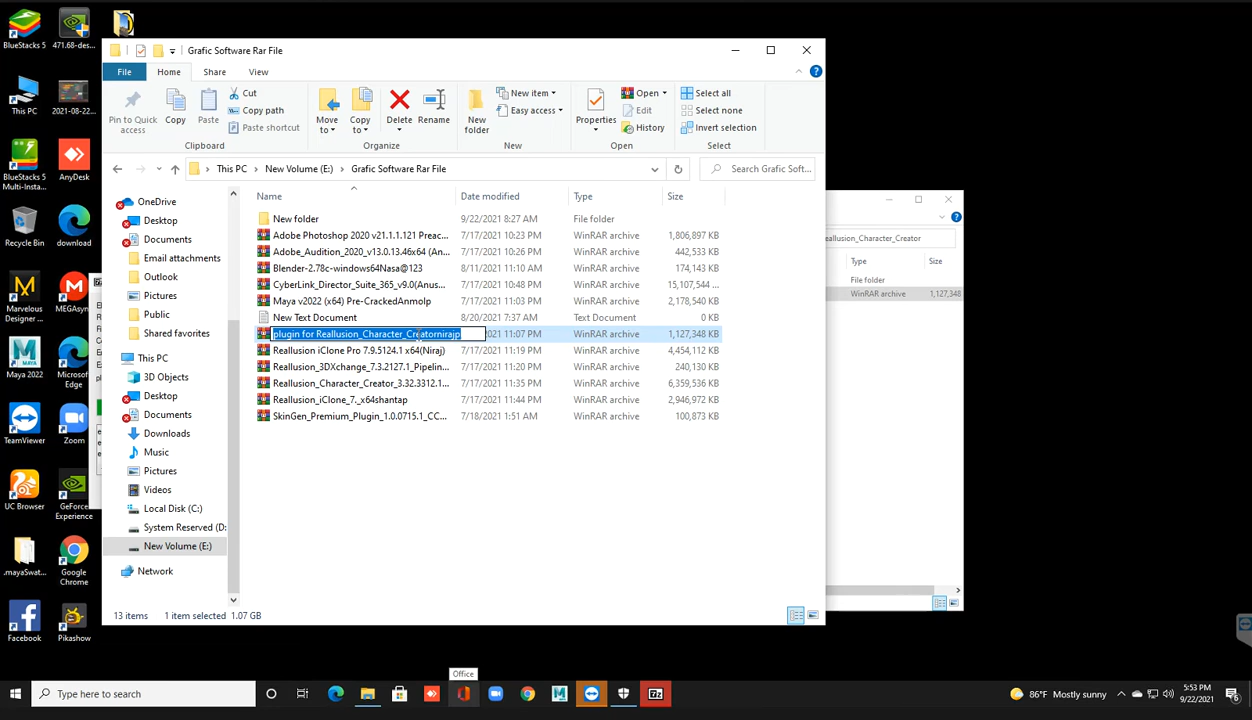 BlueStacks 5
471.68-des...
This PC
2021-08-22...
BlueStacks 5
Multi-Insta...
AnyDesk
Recycle Bin
download
Marvelous
Designer ...
MEGAsyn
Maya 2022
Microsoft
TeamViewer
Zoom
UC Browser
GeForce
Experience
.mayaSwat...
Google
Chrome
Facebook
Pikashow
Grafic Software Rar File
File
Home
Share
View
Pin to Quick
access
Copy
Paste
Cut
Copy path
Paste shortcut
Clipboard
Move
to
Copy
to
Delete
Rename
Organize
New
folder
New item
Easy access
New
Properties
Open
Edit
History
Open
Select all
Select none
Invert selection
Select
This PC > New Volume (E:) > Grafic Software Rar File
Search Grafic Soft...
OneDrive
Desktop
Documents
Email attachments
Outlook
Pictures
Public
Shared favorites
This PC
3D Objects
Desktop
Documents
Downloads
Music
Pictures
Videos
Local Disk (C:)
System Reserved (D:
New Volume (E:)
Network
Name Date modified Type Size
New folder 9/22/2021 8:27 AM File folder
Adobe Photoshop 2020 v21.1.1.121 Preac... 7/17/2021 10:23 PM WinRAR archive 1,806,897 KB
Adobe_Audition_2020_v13.0.13.46x64 (An... 7/17/2021 10:26 PM WinRAR archive 442,533 KB
Blender-2.78c-windows64Nasa@123 8/11/2021 11:10 AM WinRAR archive 174,143 KB
CyberLink_Director_Suite_365_v9.0(Anus... 7/17/2021 10:48 PM WinRAR archive 15,107,544 ...
Maya v2022 (x64) Pre-CrackedAnmolp 7/17/2021 11:03 PM WinRAR archive 2,178,540 KB
New Text Document 8/20/2021 7:37 AM Text Document 0 KB
plugin for Reallusion_Character_Creatornirajp 2021 11:07 PM WinRAR archive 1,127,348 KB
Reallusion iClone Pro 7.9.5124.1 x64(Niraj) 7/17/2021 11:19 PM WinRAR archive 4,454,112 KB
Reallusion_3DXchange_7.3.2127.1_Pipelin... 7/17/2021 11:20 PM WinRAR archive 240,130 KB
Reallusion_Character_Creator_3.32.3312.1... 7/17/2021 11:35 PM WinRAR archive 6,359,536 KB
Reallusion_iClone_7._x64shantap 7/17/2021 11:44 PM WinRAR archive 2,946,972 KB
SkinGen_Premium_Plugin_1.0.0715.1_CC... 7/18/2021 1:51 AM WinRAR archive 100,873 KB
13 items 1 item selected 1.07 GB
eallusion_Character_Creator
Type Size
File folder
WinRAR archive 1,127,348
Office
Type here to search
86°F Mostly sunny
5:53 PM
9/22/2021
6